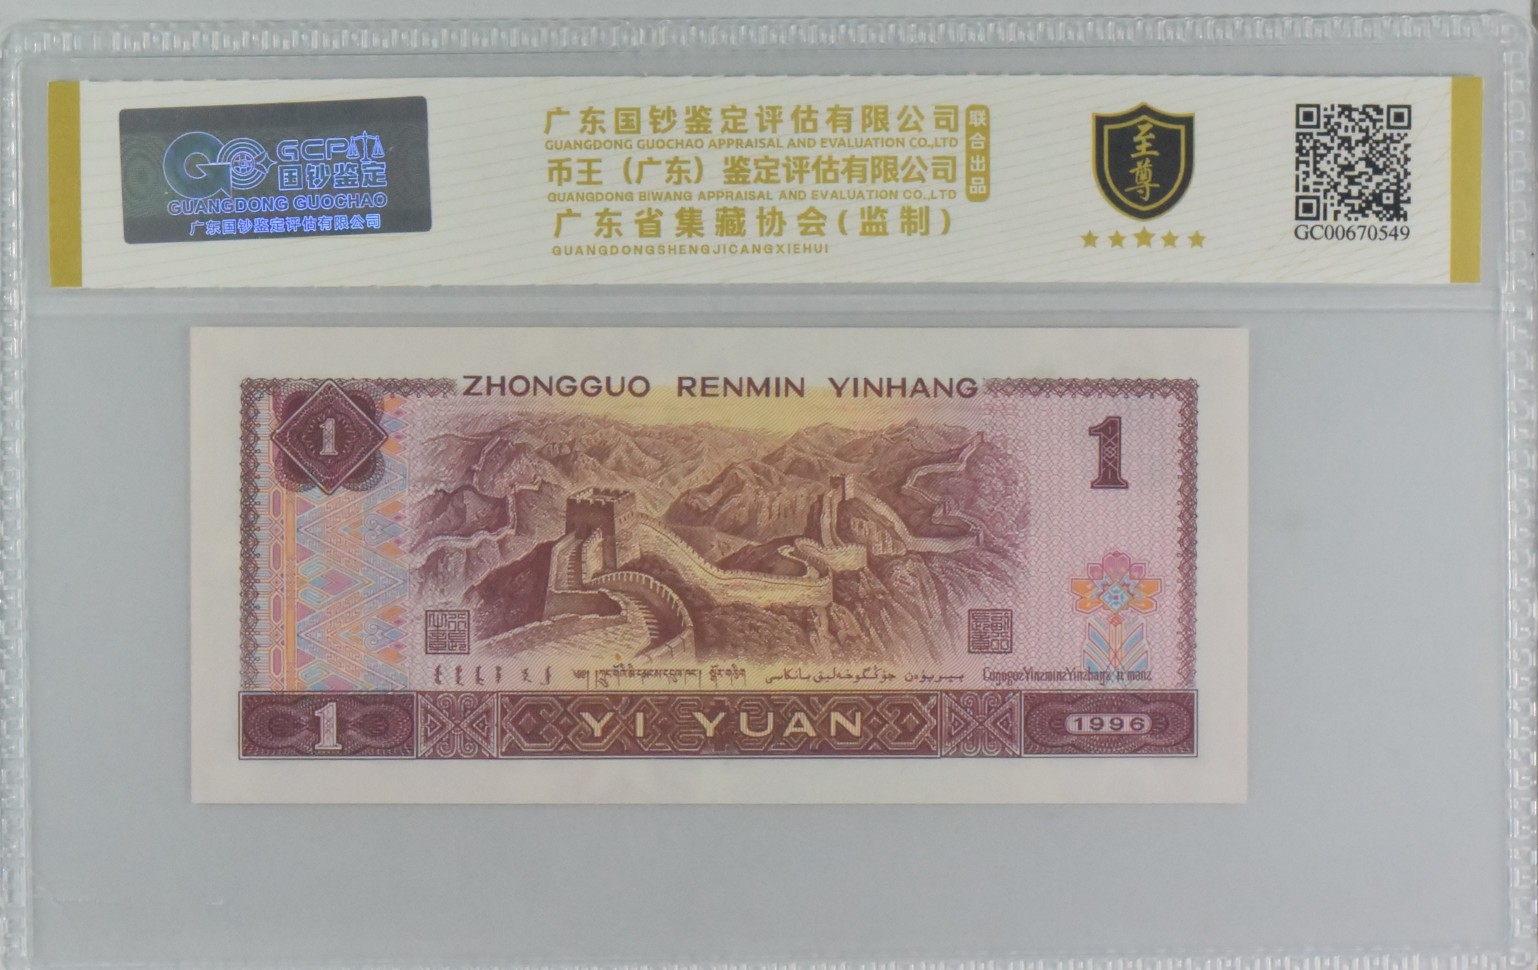 GCP
国钞鉴定
GUANGDONG GUOCHAO
广东国钞鉴定评估有限公司
广东国钞鉴定评估有限公司
GUANGDONG GUOCHAO APPRAISAL AND EVALUATION CO.,LTD
币王（广东）鉴定评估有限公司
GUANGDONG BIWANG APPRAISAL AND EVALUATION CO.,LTD
联合出品
广东省集藏协会(监制)
GUANGDONGSHENGJICANGXIEHUI
至尊
GC00670549
ZHONGGUO RENMIN YINHANG
1
1
1
YI YUAN
1996